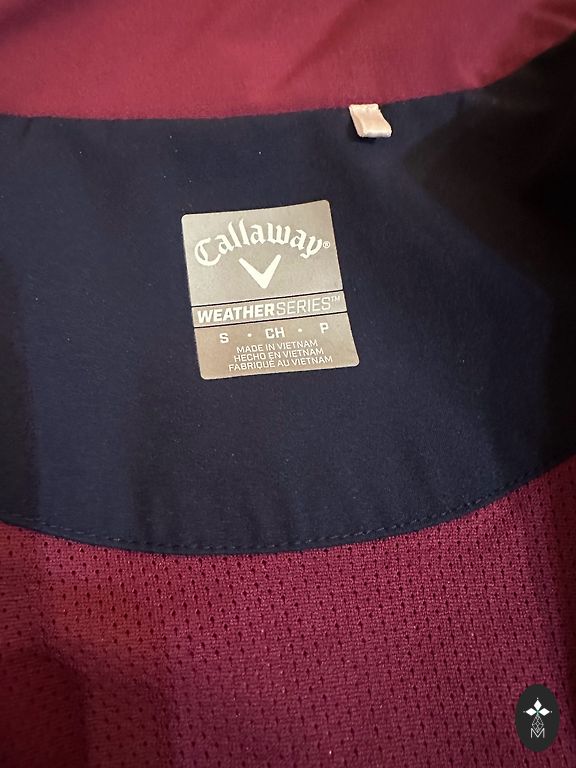 Callaway®
WEATHERSERIES™
S • CH • P
MADE IN VIETNAM
HECHO EN VIETNAM
FABRIQUÉ AU VIETNAM
M